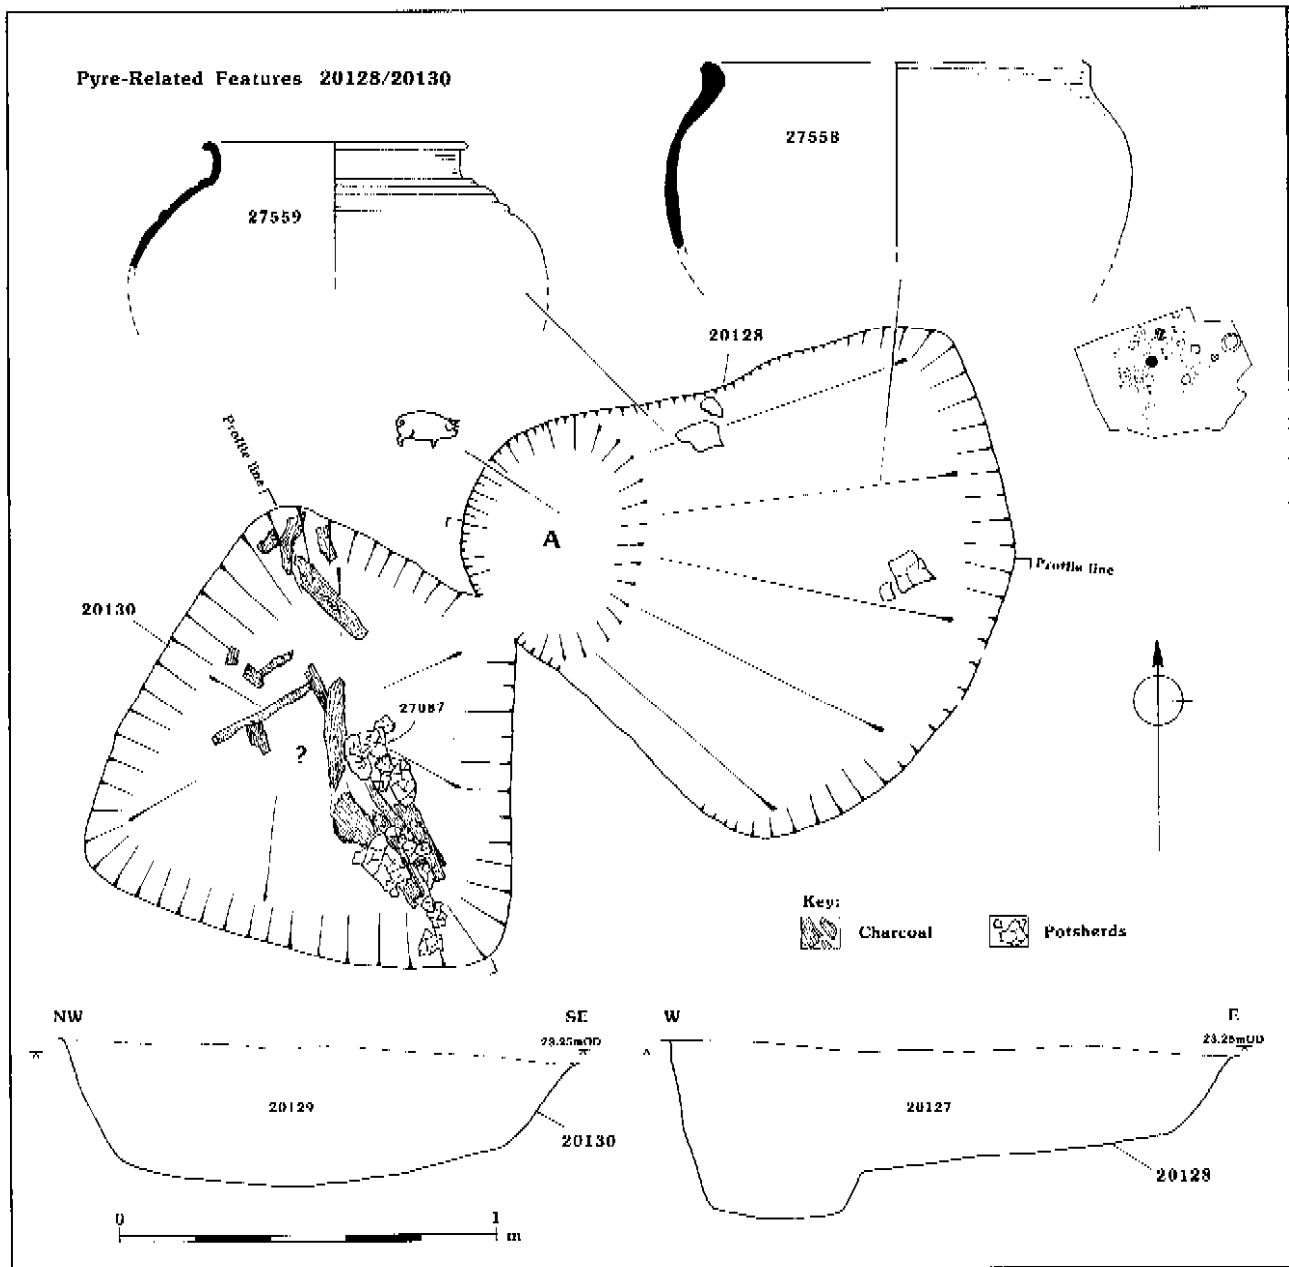 Pyre-Related Features 20128/20130
27558
27559
20128
Profile line
A
Profile line
20130
27087
?
Key:
Charcoal
Potsherds
NW
SE
W
E
23.25mOD
23.25mOD
20129
20127
20130
20128
0
1
m